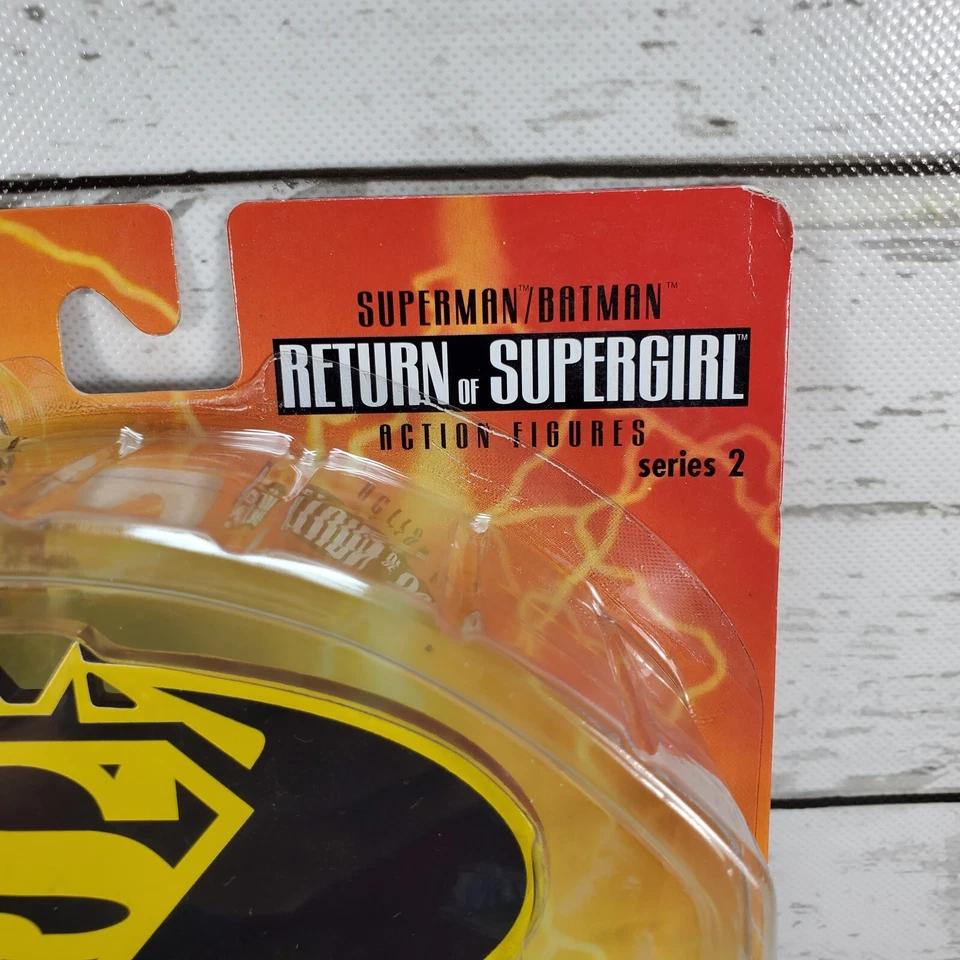 SUPERMAN™/BATMAN™
RETURN OF SUPERGIRL™
ACTION FIGURES
series 2
S